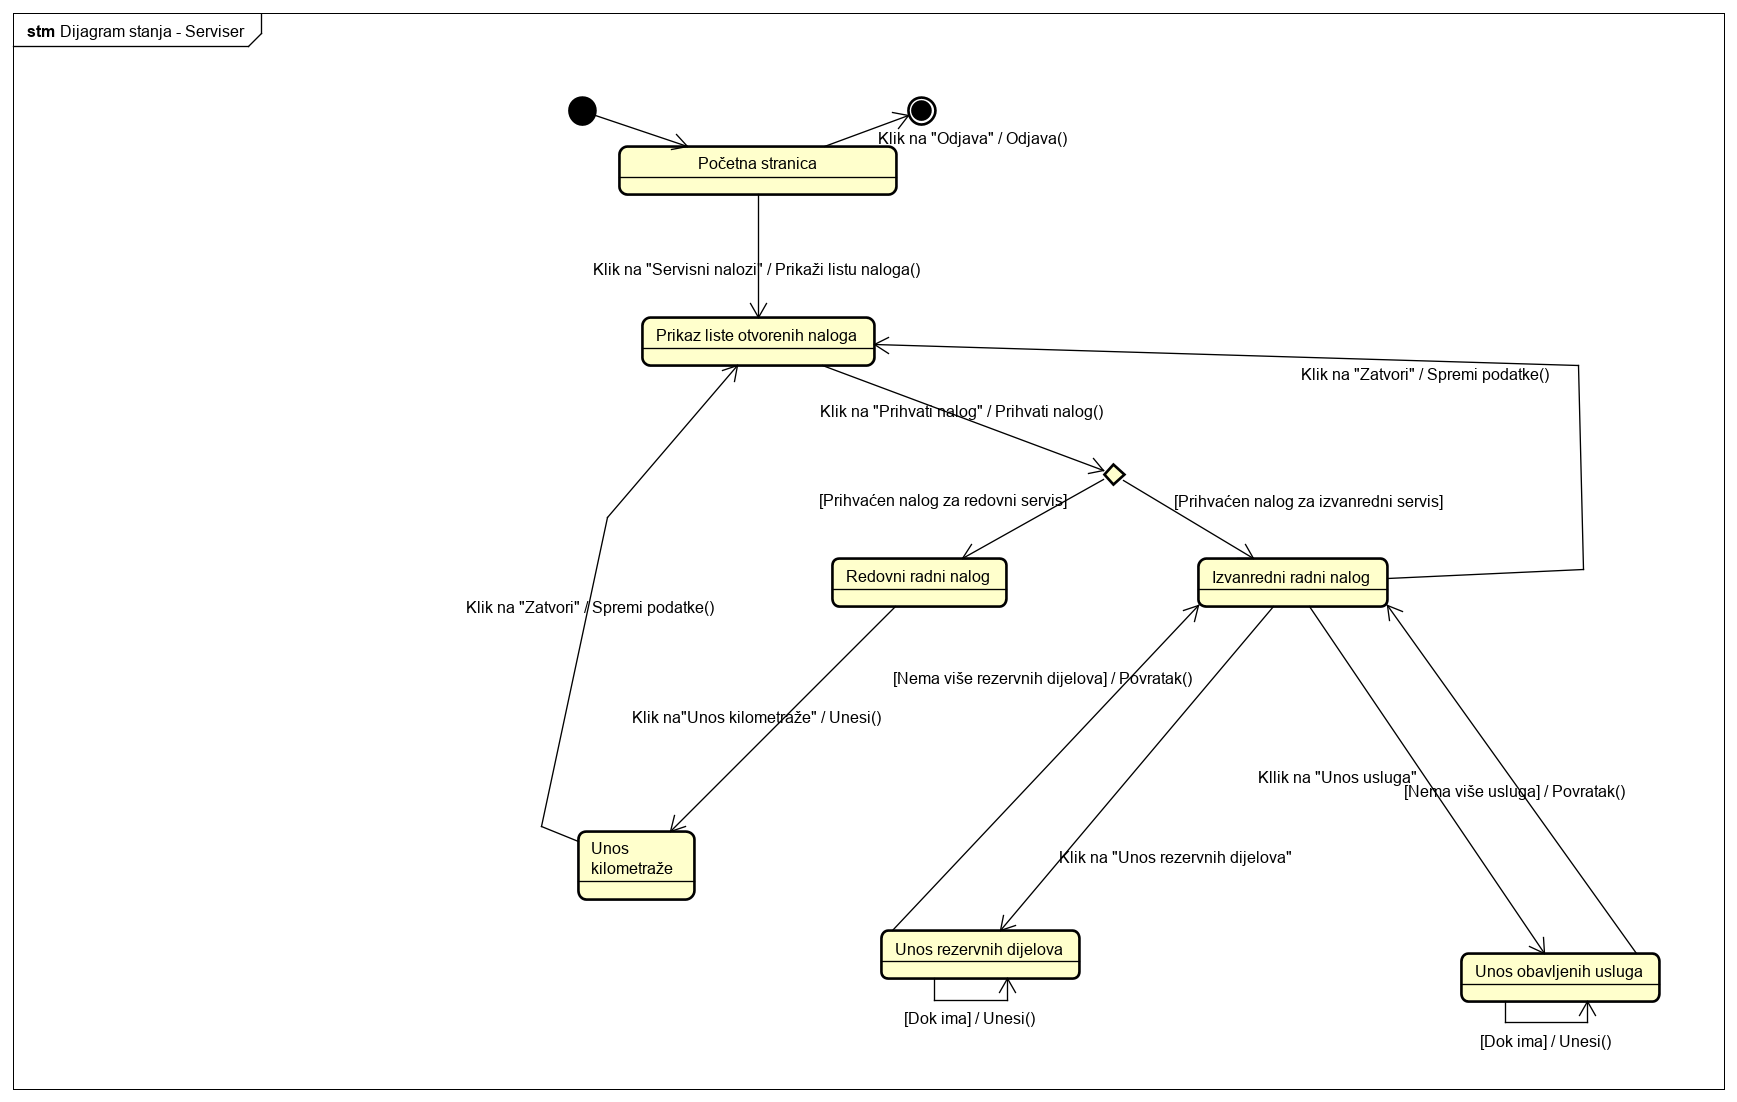 stm Dijagram stanja - Serviser
Klik na "Odjava" / Odjava()
Početna stranica
Klik na "Servisni nalozi" / Prikaži listu naloga()
Prikaz liste otvorenih naloga
Klik na "Zatvori" / Spremi podatke()
Klik na "Prihvati nalog" / Prihvati nalog()
[Prihvaćen nalog za redovni servis]
[Prihvaćen nalog za izvanredni servis]
Redovni radni nalog
Izvanredni radni nalog
Klik na "Zatvori" / Spremi podatke()
[Nema više rezervnih dijelova] / Povratak()
Klik na"Unos kilometraže" / Unesi()
Kllik na "Unos usluga"
[Nema više usluga] / Povratak()
Unos
kilometraže
Klik na "Unos rezervnih dijelova"
Unos rezervnih dijelova
Unos obavljenih usluga
[Dok ima] / Unesi()
[Dok ima] / Unesi()